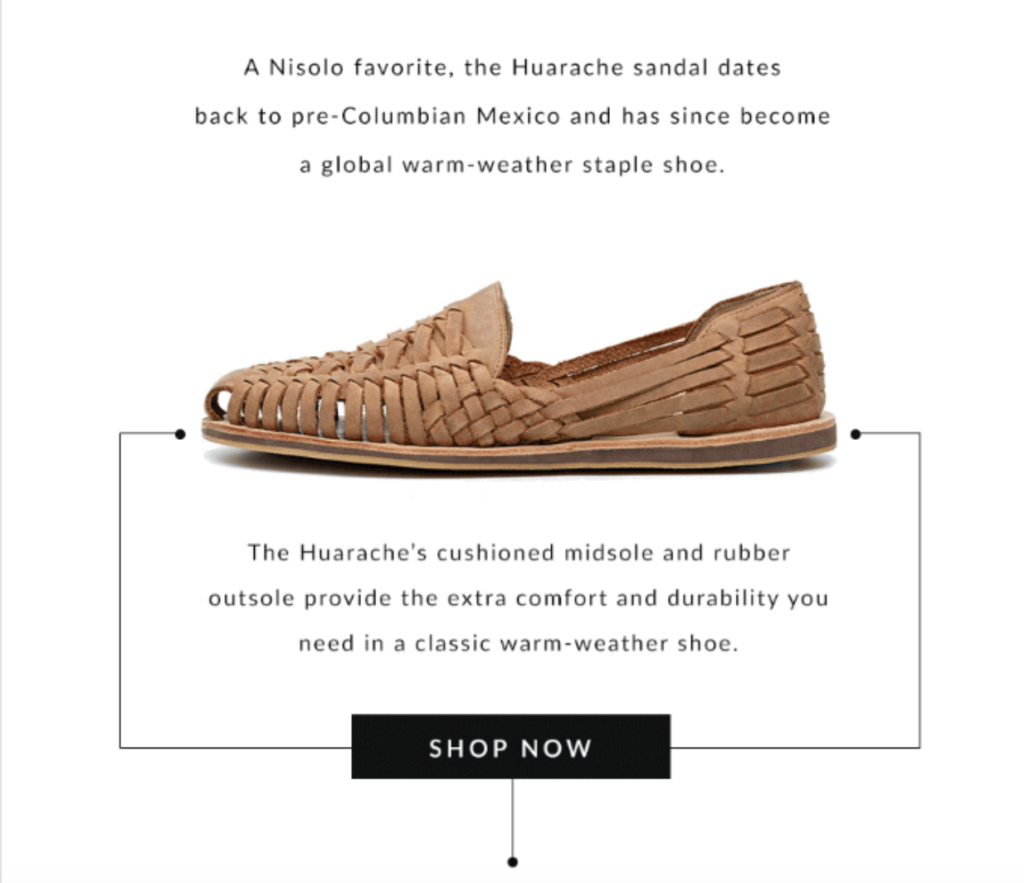 A Nisolo favorite, the Huarache sandal dates
back to pre-Columbian Mexico and has since become
a global warm-weather staple shoe.
The Huarache’s cushioned midsole and rubber
outsole provide the extra comfort and durability you
need in a classic warm-weather shoe.
SHOP NOW